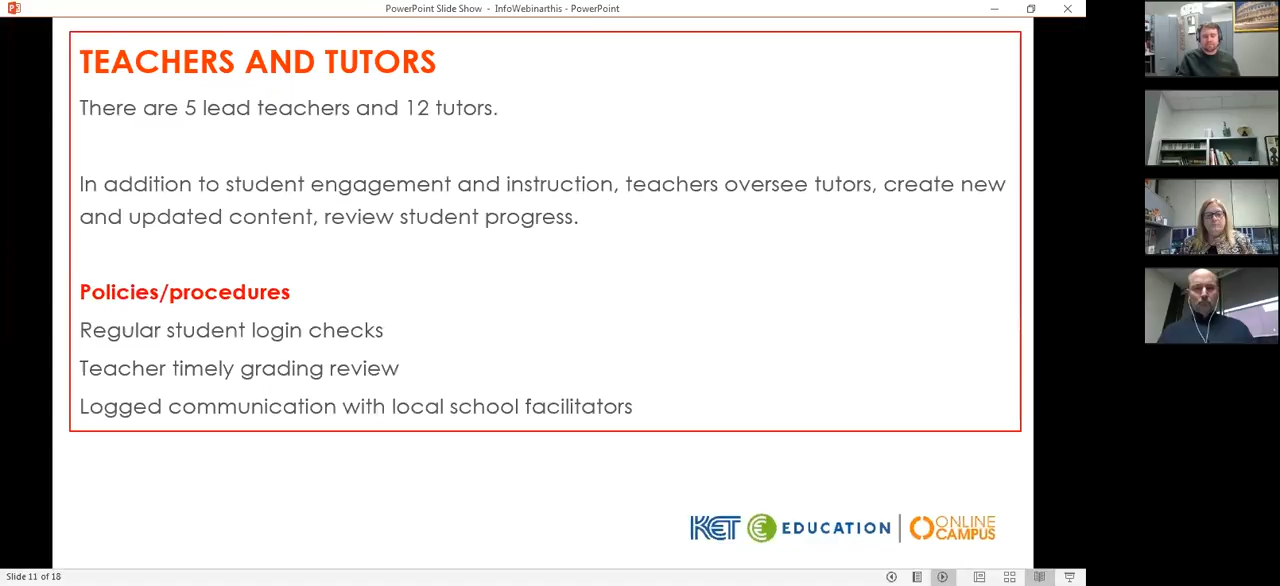 PowerPoint Slide Show - InfoWebinarthis - PowerPoint
TEACHERS AND TUTORS
There are 5 lead teachers and 12 tutors.
In addition to student engagement and instruction, teachers oversee tutors, create new
and updated content, review student progress.
Policies/procedures
Regular student login checks
Teacher timely grading review
Logged communication with local school facilitators
KET EDUCATION ONLINE
CAMPUS
Slide 11 of 18